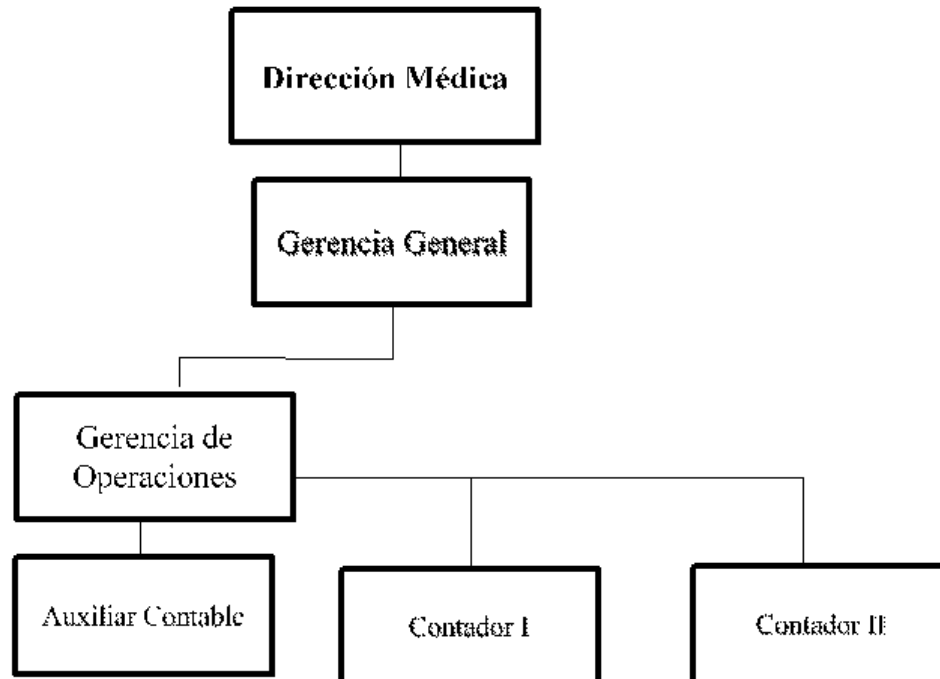 Dirección Médica
Gerencia General
Gerencia de
Operaciones
Auxiliar Contable
Contador I
Contador II